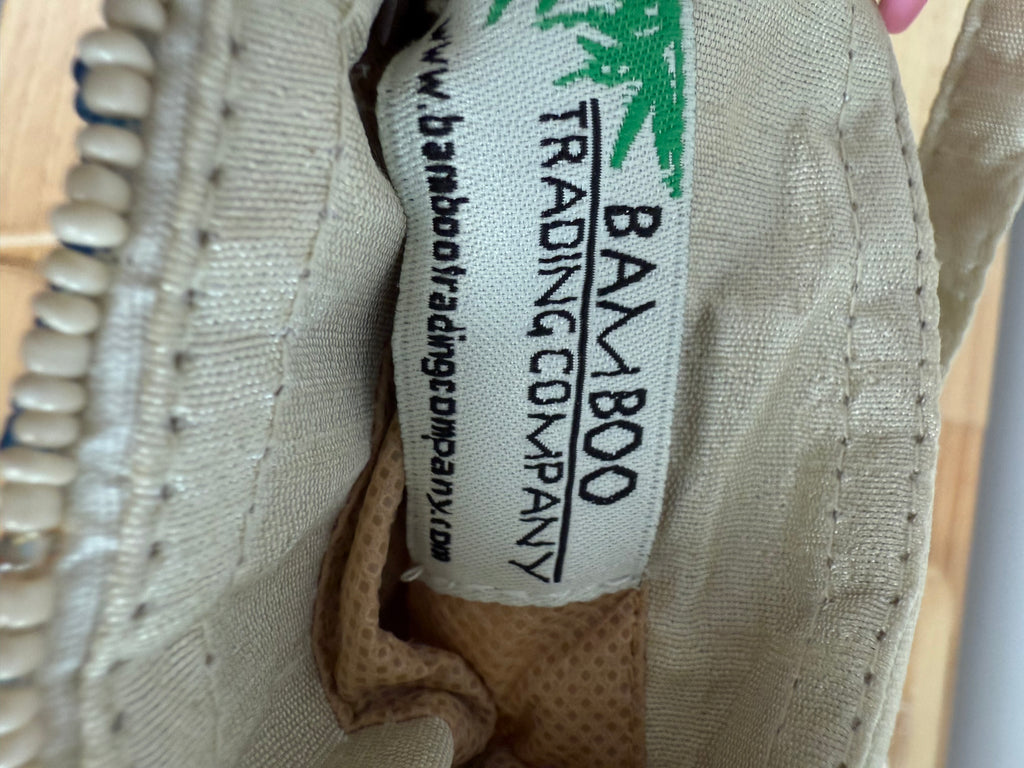 BAMBOO
TRADING COMPANY
www.bambootradingcompany.com